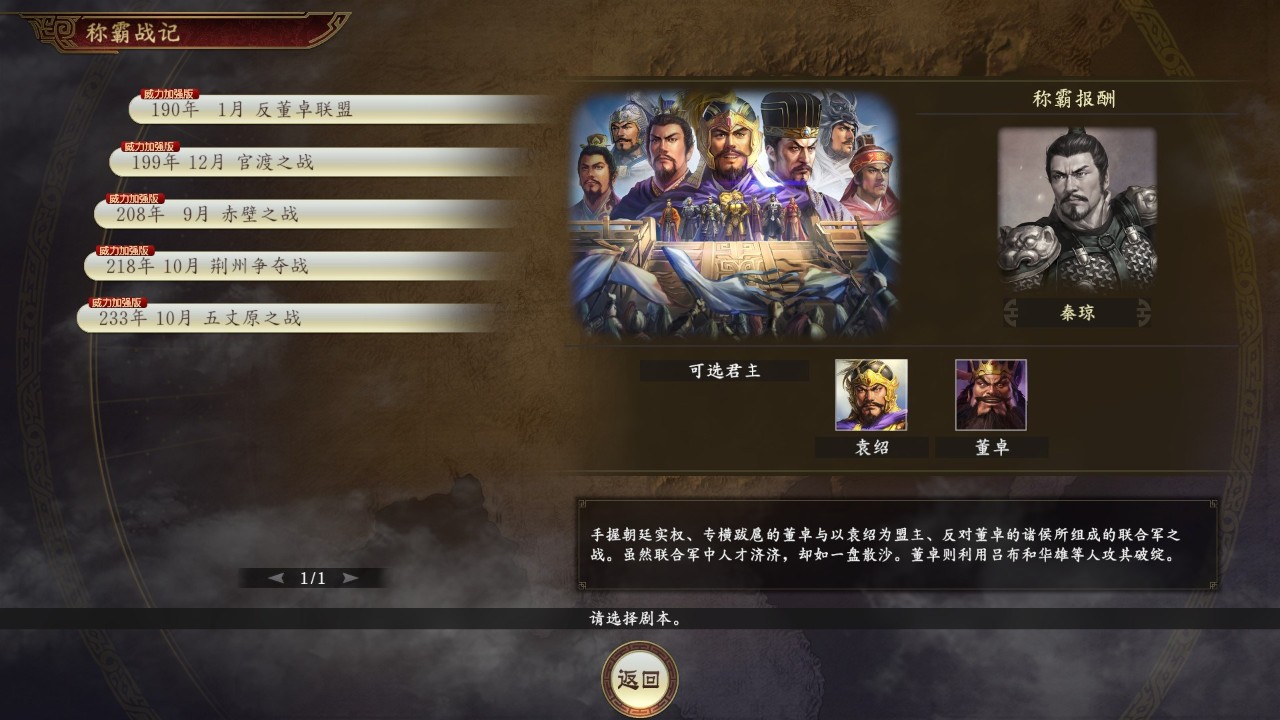 称霸战记
威力加强版
190年 1月 反董卓联盟
威力加强版
199年 12月 官渡之战
威力加强版
208年 9月 赤壁之战
威力加强版
218年 10月 荆州争夺战
威力加强版
233年 10月 五丈原之战
1/1
称霸报酬
秦琼
可选君主
袁绍
董卓
手握朝廷实权、专横跋扈的董卓与以袁绍为盟主、反对董卓的诸侯所组成的联合军之
战。虽然联合军中人才济济，却如一盘散沙。董卓则利用吕布和华雄等人攻其破绽。
请选择剧本。
返回